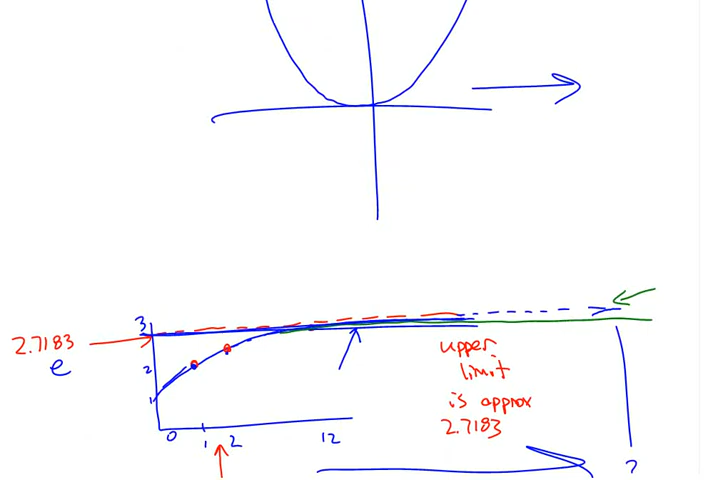 3
2.7183
e
2
1
0
1
2
12
upper
limit
is approx
2.7183
?